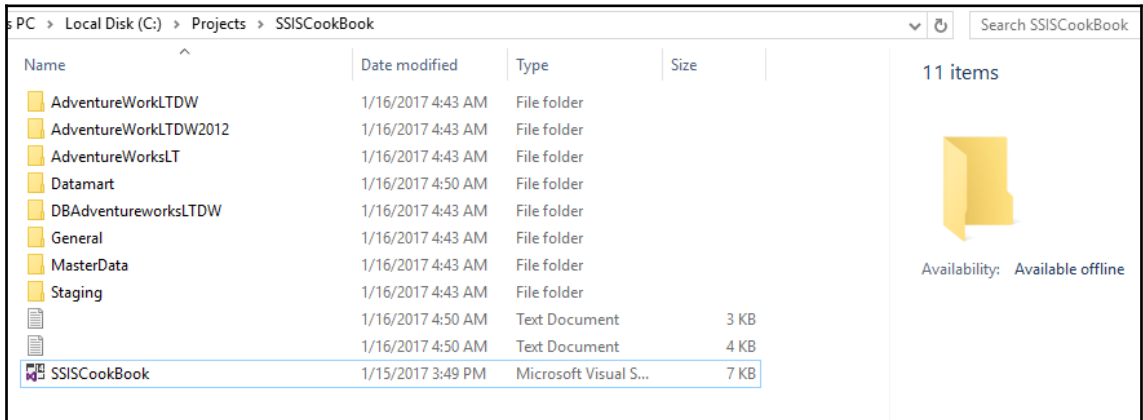 s PC > Local Disk (C:) > Projects > SSISCookBook Search SSISCookBook
Name Date modified Type Size
11 items
AdventureWorkLTDW 1/16/2017 4:43 AM File folder
AdventureWorkLTDW2012 1/16/2017 4:43 AM File folder
AdventureWorksLT 1/16/2017 4:43 AM File folder
Datamart 1/16/2017 4:50 AM File folder
DBAdventureworksLTDW 1/16/2017 4:43 AM File folder
General 1/16/2017 4:43 AM File folder
MasterData 1/16/2017 4:43 AM File folder
Availability: Available offline
Staging 1/16/2017 4:43 AM File folder
1/16/2017 4:50 AM Text Document 3 KB
1/16/2017 4:50 AM Text Document 4 KB
SSISCookBook 1/15/2017 3:49 PM Microsoft Visual S... 7 KB